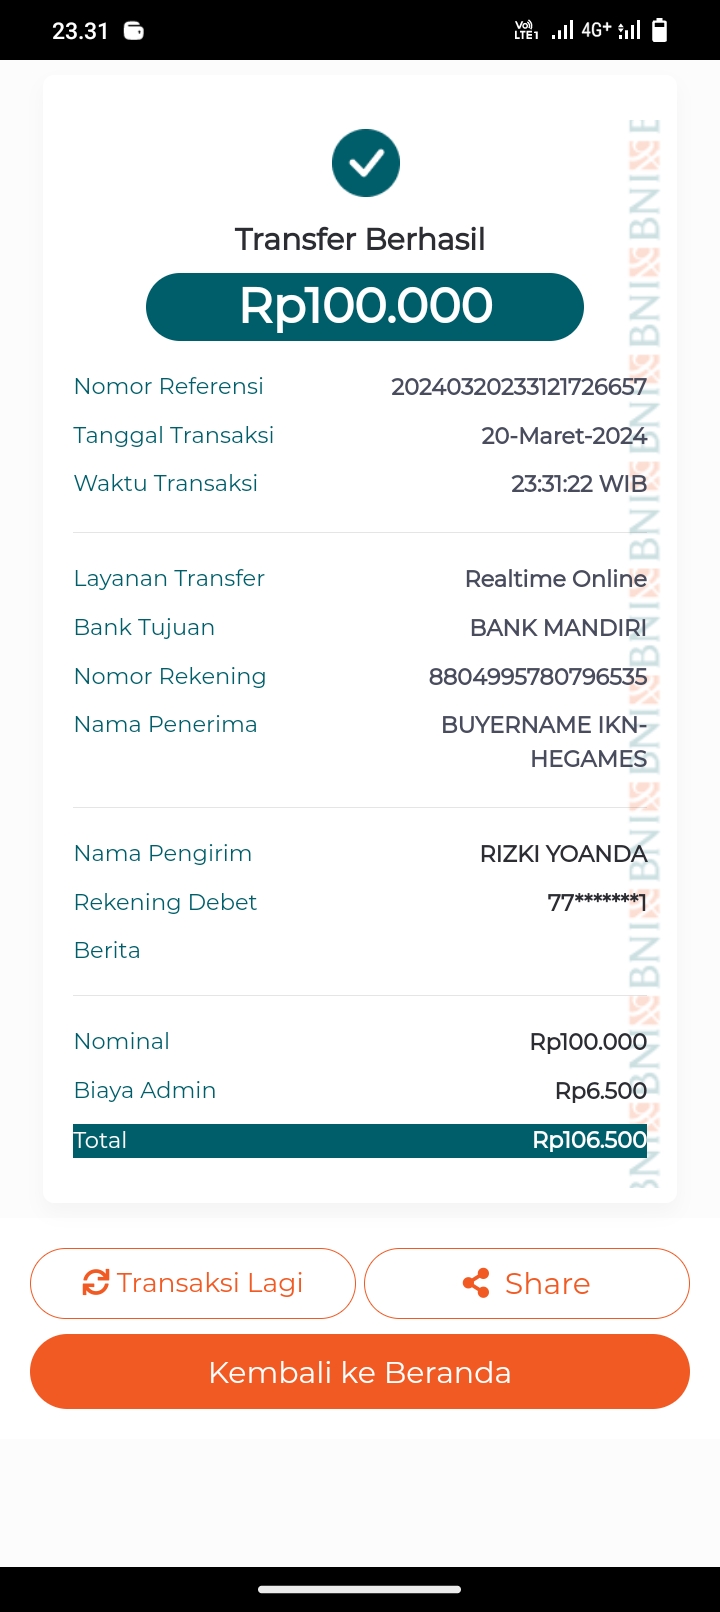 23.31
Vo)) LTE1 4G+
Transfer Berhasil
Rp100.000
Nomor Referensi 20240320233121726657
Tanggal Transaksi 20-Maret-2024
Waktu Transaksi 23:31:22 WIB
Layanan Transfer Realtime Online
Bank Tujuan BANK MANDIRI
Nomor Rekening 8804995780796535
Nama Penerima BUYERNAME IKN-
HEGAMES
Nama Pengirim RIZKI YOANDA
Rekening Debet 77*******1
Berita
Nominal Rp100.000
Biaya Admin Rp6.500
Total Rp106.500
BNI BNI BNI BNI BNI BNI BNI BNI BNI BNI
Transaksi Lagi
Share
Kembali ke Beranda